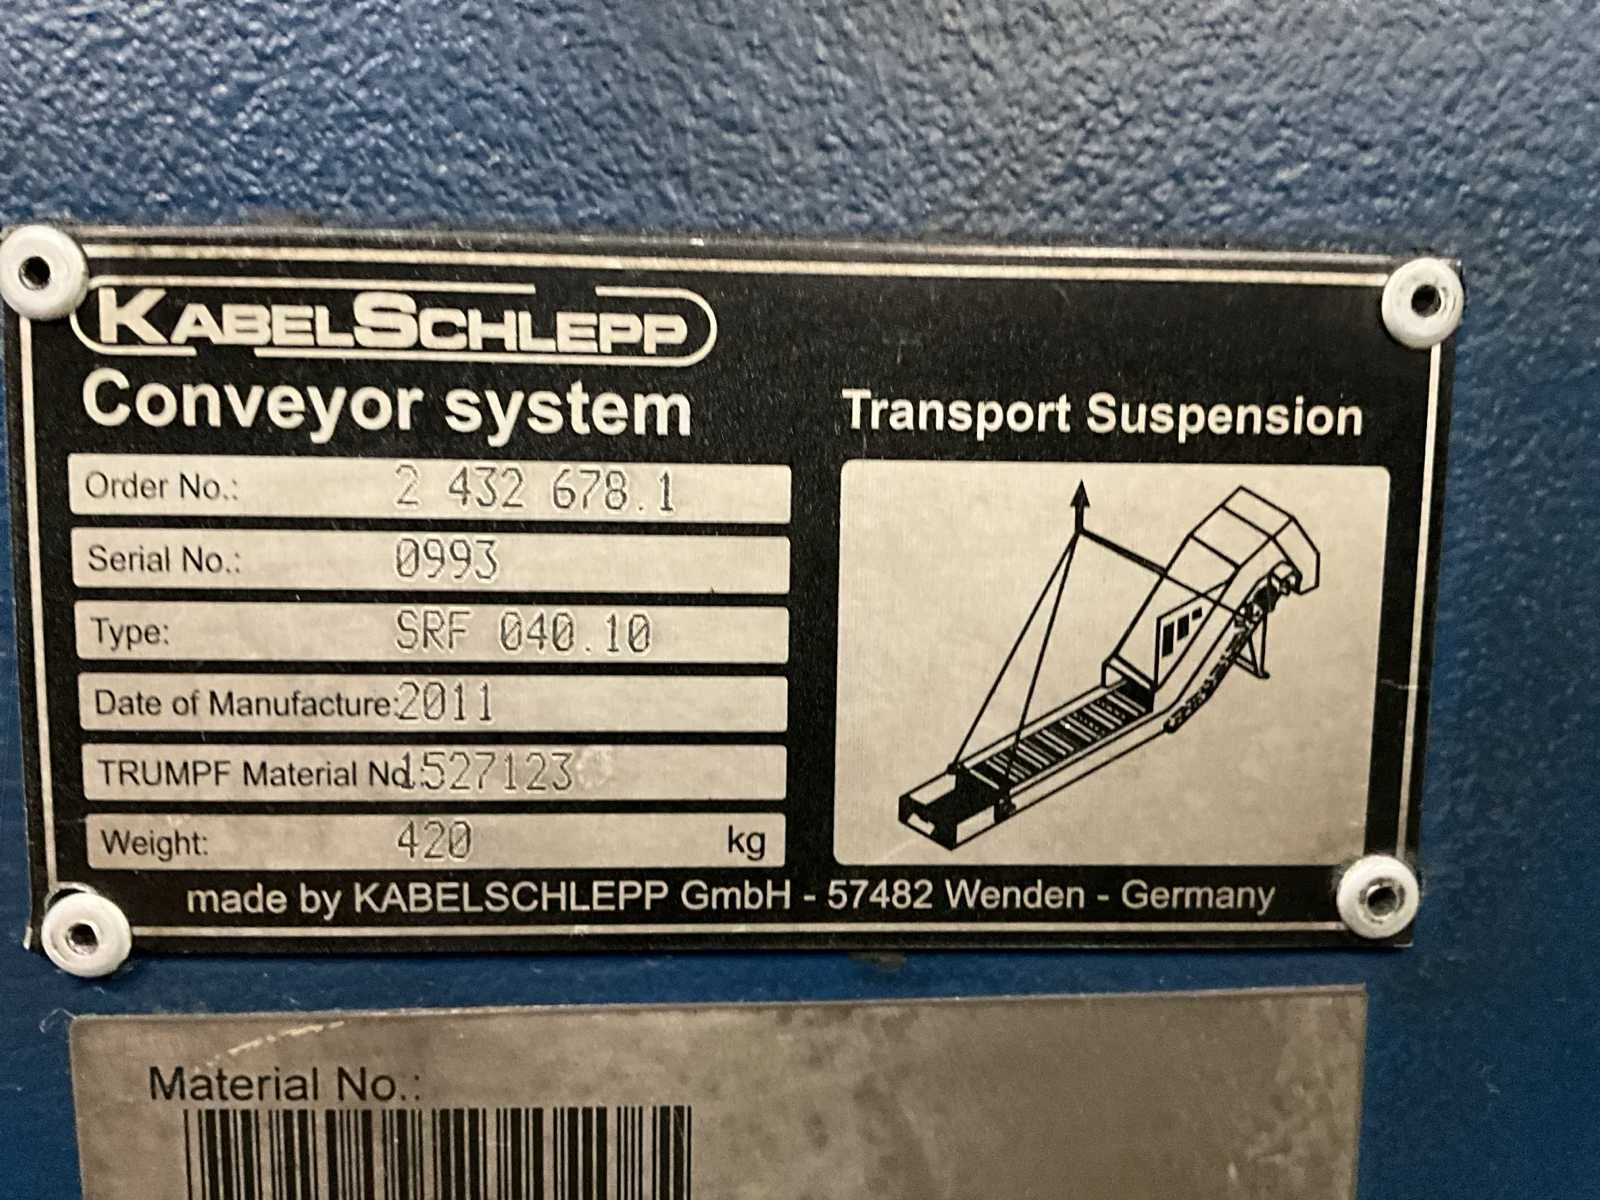 KABELSCHLEPP
Conveyor system
Transport Suspension
Order No.: 2 432 678.1
Serial No.: 0993
Type: SRF 040.10
Date of Manufacture: 2011
TRUMPF Material No. 1527123
Weight: 420 kg
made by KABELSCHLEPP GmbH - 57482 Wenden - Germany
Material No.: